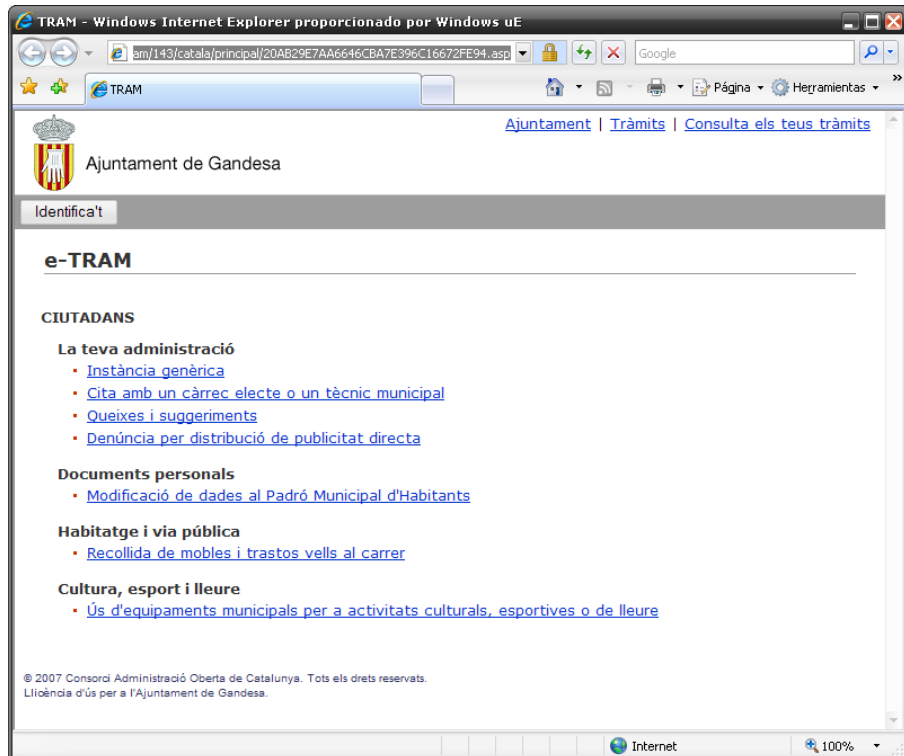 TRAM - Windows Internet Explorer proporcionado por Windows uE
am/143/catala/principal/20AB29E7AA6646CBA7E396C16672FE94.asp
Google
TRAM
Página
Herramientas
»
Ajuntament | Tràmits | Consulta els teus tràmits
Ajuntament de Gandesa
Identifica't
e-TRAM
CIUTADANS
La teva administració
Instància genèrica
Cita amb un càrrec electe o un tècnic municipal
Queixes i suggeriments
Denúncia per distribució de publicitat directa
Documents personals
Modificació de dades al Padró Municipal d'Habitants
Habitatge i via pública
Recollida de mobles i trastos vells al carrer
Cultura, esport i lleure
Ús d'equipaments municipals per a activitats culturals, esportives o de lleure
© 2007 Consorci Administració Oberta de Catalunya. Tots els drets reservats.
Llicència d'ús per a l'Ajuntament de Gandesa.
Internet
100%